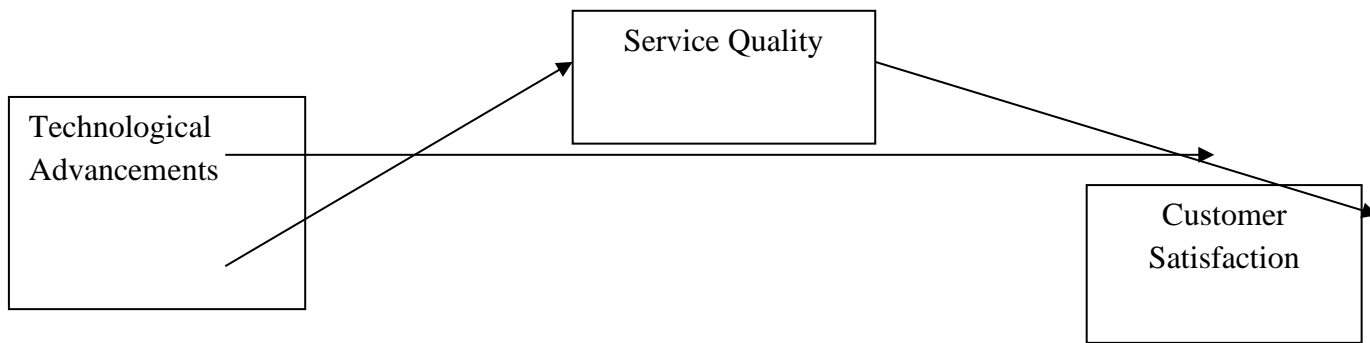 Service Quality
Technological
Advancements
Customer
Satisfaction